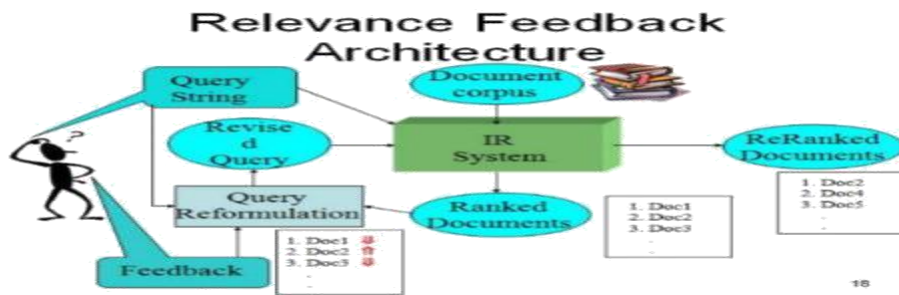 Relevance Feedback
Architecture
Query
String
Document
corpus
Revise
d Query
IR
System
ReRanked
Documents
Query
Reformulation
Ranked
Documents
1. Doc1
2. Doc2
3. Doc3
.
.
1. Doc1
2. Doc2
3. Doc3
.
.
1. Doc2
2. Doc4
3. Doc5
.
.
Feedback
?
18